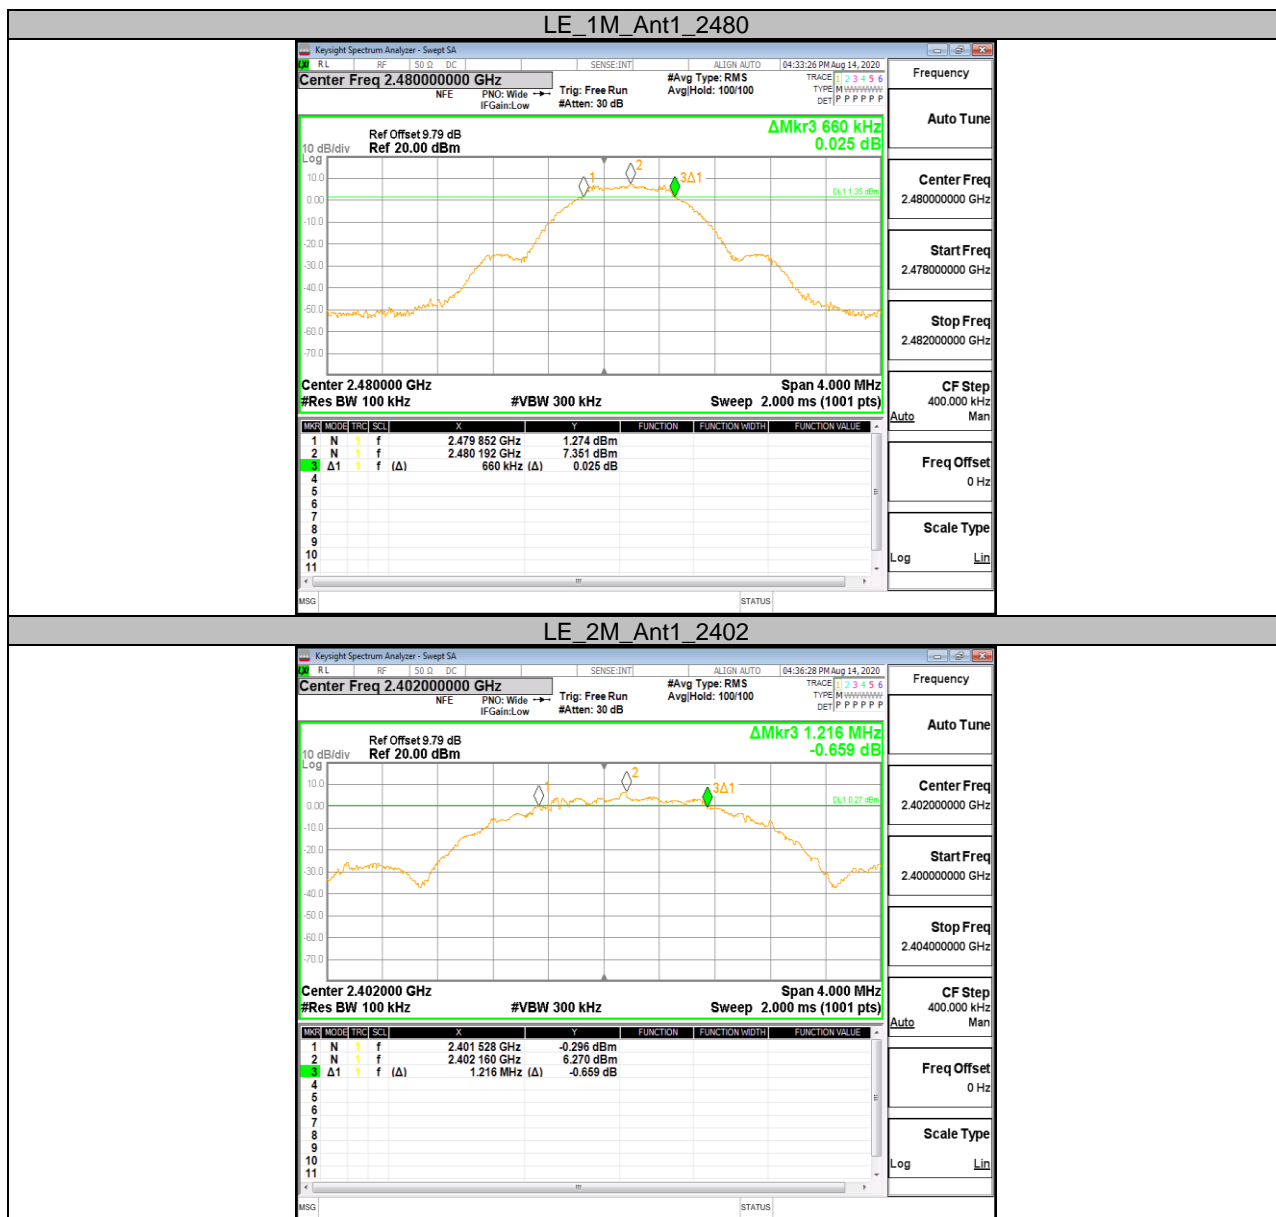 LE_1M_Ant1_2480
Keysight Spectrum Analyzer - Swept SA
RL RF 50 Ω DC SENSE:INT ALIGN AUTO 04:33:26 PM Aug 14, 2020
Center Freq 2.480000000 GHz
NFE PNO: Wide Trig: Free Run #Avg Type: RMS TRACE 1 2 3 4 5 6
IFGain:Low #Atten: 30 dB Avg|Hold: 100/100 TYPE M WWWWW
DET P P P P P P
Frequency
Auto Tune
Center Freq
2.480000000 GHz
Start Freq
2.478000000 GHz
Stop Freq
2.482000000 GHz
CF Step
400.000 kHz
Auto Man
Freq Offset
0 Hz
Scale Type
Log Lin
ΔMkr3 660 kHz
0.025 dB
Ref Offset 9.79 dB
10 dB/div Ref 20.00 dBm
Log
10.0
0.00
-10.0
-20.0
-30.0
-40.0
-50.0
-60.0
-70.0
1
2
3Δ1
DL1 1.35 dBm
Center 2.480000 GHz Span 4.000 MHz
#Res BW 100 kHz #VBW 300 kHz Sweep 2.000 ms (1001 pts)
MKR MODE TRC SCL X Y FUNCTION FUNCTION WIDTH FUNCTION VALUE
1 N 1 f 2.479 852 GHz 1.274 dBm
2 N 1 f 2.480 192 GHz 7.351 dBm
3 Δ1 1 f (Δ) 660 kHz (Δ) 0.025 dB
4
5
6
7
8
9
10
11
MSG STATUS
LE_2M_Ant1_2402
Keysight Spectrum Analyzer - Swept SA
RL RF 50 Ω DC SENSE:INT ALIGN AUTO 04:36:28 PM Aug 14, 2020
Center Freq 2.402000000 GHz
NFE PNO: Wide Trig: Free Run #Avg Type: RMS TRACE 1 2 3 4 5 6
IFGain:Low #Atten: 30 dB Avg|Hold: 100/100 TYPE M WWWWW
DET P P P P P P
Frequency
Auto Tune
Center Freq
2.402000000 GHz
Start Freq
2.400000000 GHz
Stop Freq
2.404000000 GHz
CF Step
400.000 kHz
Auto Man
Freq Offset
0 Hz
Scale Type
Log Lin
ΔMkr3 1.216 MHz
-0.659 dB
Ref Offset 9.79 dB
10 dB/div Ref 20.00 dBm
Log
10.0
0.00
-10.0
-20.0
-30.0
-40.0
-50.0
-60.0
-70.0
1
2
3Δ1
DL1 0.27 dBm
Center 2.402000 GHz Span 4.000 MHz
#Res BW 100 kHz #VBW 300 kHz Sweep 2.000 ms (1001 pts)
MKR MODE TRC SCL X Y FUNCTION FUNCTION WIDTH FUNCTION VALUE
1 N 1 f 2.401 528 GHz -0.296 dBm
2 N 1 f 2.402 160 GHz 6.270 dBm
3 Δ1 1 f (Δ) 1.216 MHz (Δ) -0.659 dB
4
5
6
7
8
9
10
11
MSG STATUS